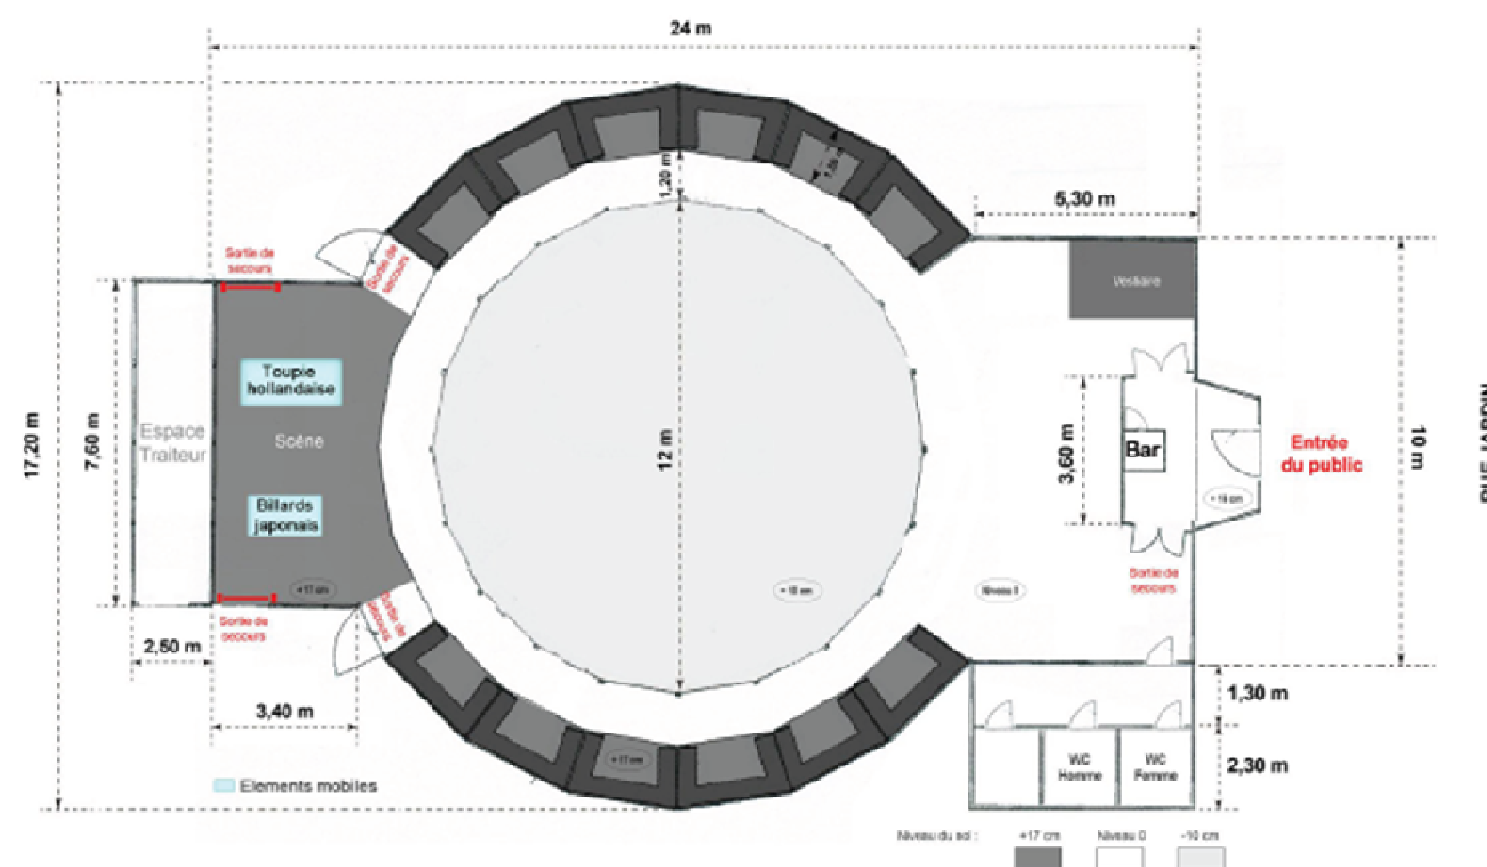 24 m
1,20 m
5,30 m
Sortie de
secours
Sortie de
secours
Vestiaire
Toupie
hollandaise
Espace
Traiteur
Scène
17,20 m
7,60 m
12 m
3,60 m
Bar
Entrée
du public
10 m
Billards
japonais
+17 cm
Niveau 0
Sortie de
secours
Sortie de
secours
Sortie de
secours
2,50 m
3,40 m
1,30 m
+17 cm
WC
Homme
WC
Femme
2,30 m
Elements mobiles
Niveau du sol :
+17 cm
Niveau 0
-10 cm